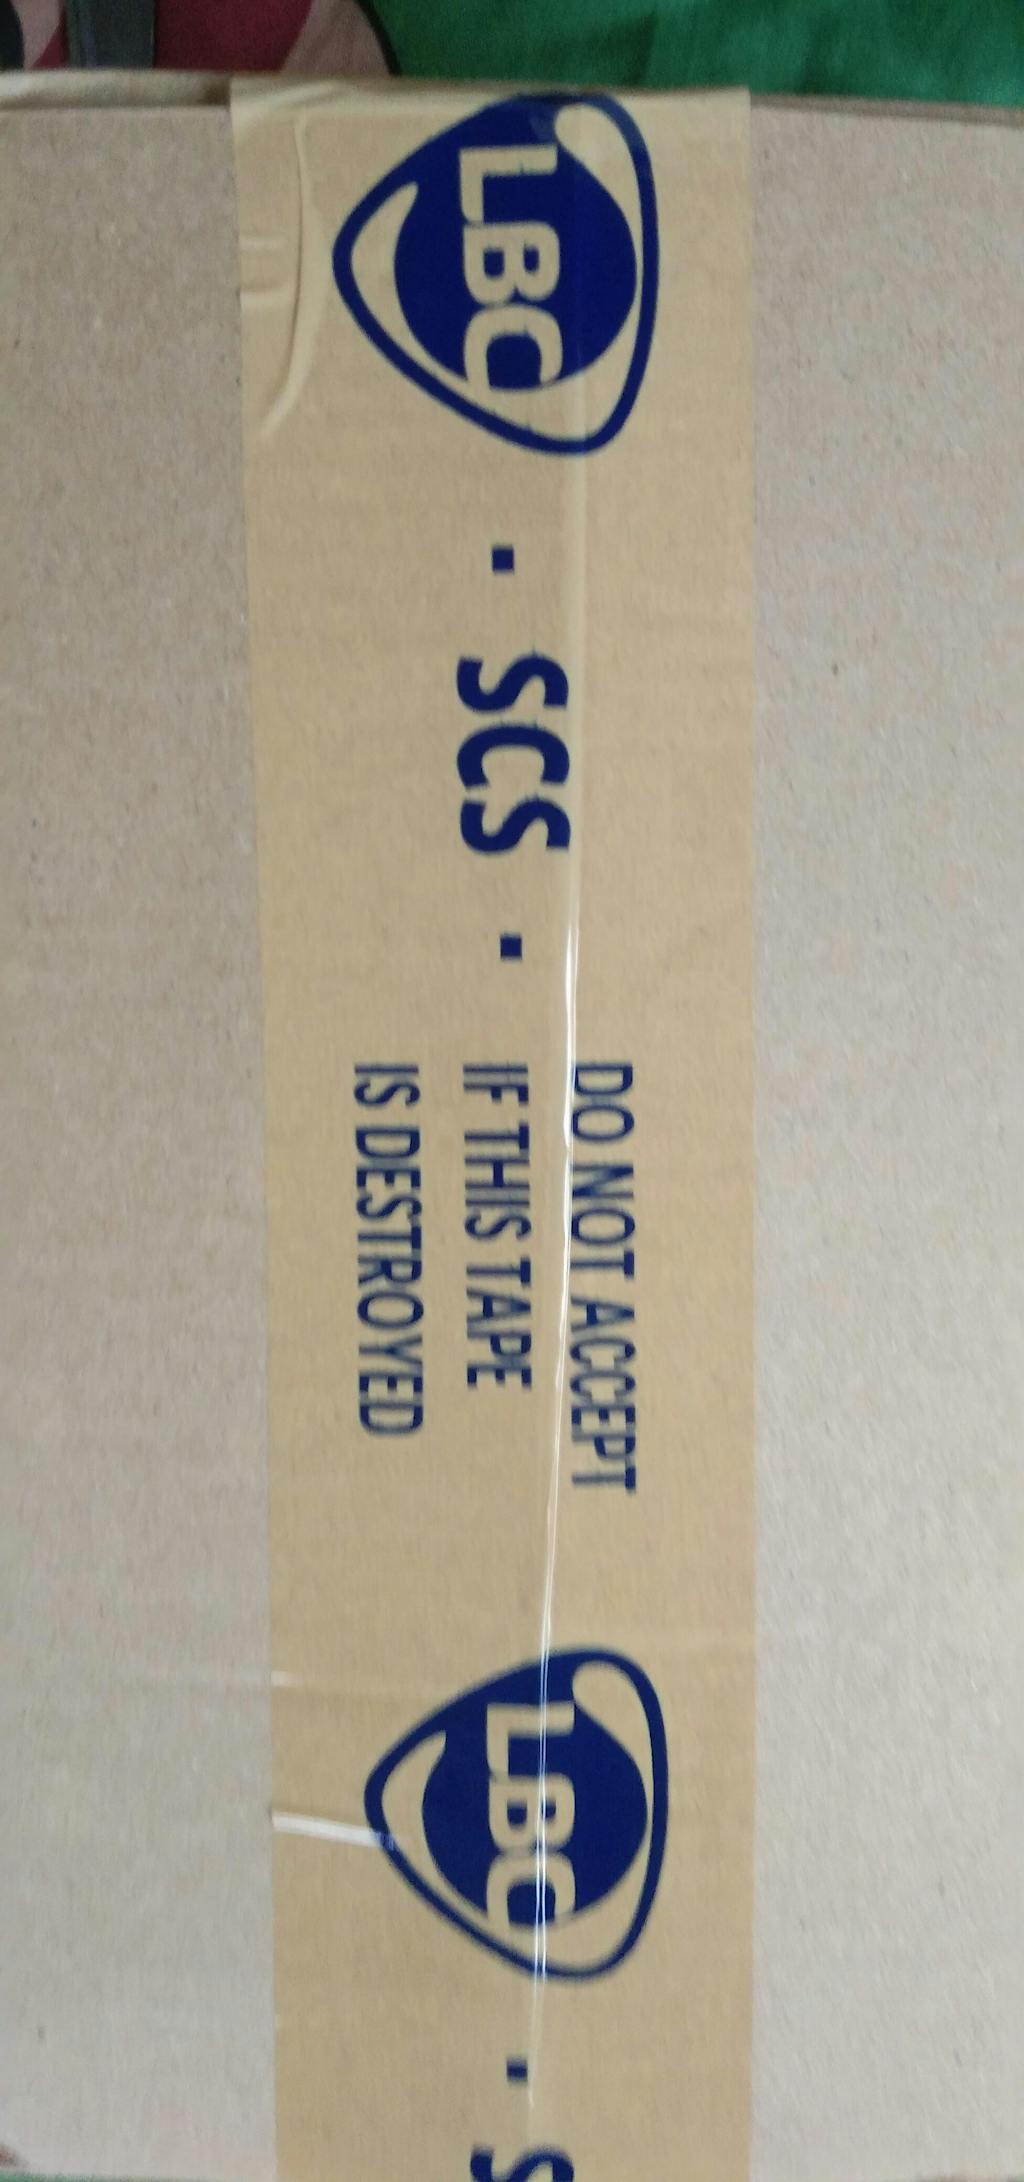 LBC
▪ SCS ▪
DO NOT ACCEPT
IF THIS TAPE
IS DESTROYED
LBC
▪ S